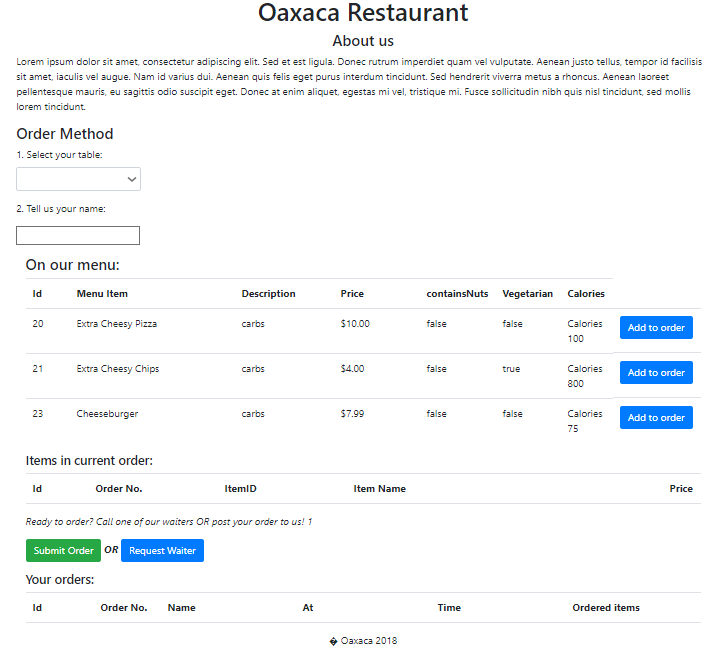 Oaxaca Restaurant
About us
Lorem ipsum dolor sit amet, consectetur adipiscing elit. Sed et est ligula. Donec rutrum imperdiet quam vel vulputate. Aenean justo tellus, tempor id facilisis
sit amet, iaculis vel augue. Nam id varius dui. Aenean quis felis eget purus interdum tincidunt. Sed hendrerit viverra metus a rhoncus. Aenean laoreet
pellentesque mauris, eu sagittis odio suscipit eget. Donec at enim aliquet, egestas mi vel, tristique mi. Fusce sollicitudin nibh quis nisl tincidunt, sed mollis
lorem tincidunt.
Order Method
1. Select your table:
2. Tell us your name:
On our menu:
Id Menu Item Description Price containsNuts Vegetarian Calories
20 Extra Cheesy Pizza carbs $10.00 false false Calories 100 Add to order
21 Extra Cheesy Chips carbs $4.00 false true Calories 800 Add to order
23 Cheeseburger carbs $7.99 false false Calories 75 Add to order
Items in current order:
Id Order No. ItemID Item Name Price
Ready to order? Call one of our waiters OR post your order to us! 1
Submit Order OR Request Waiter
Your orders:
Id Order No. Name At Time Ordered items
� Oaxaca 2018